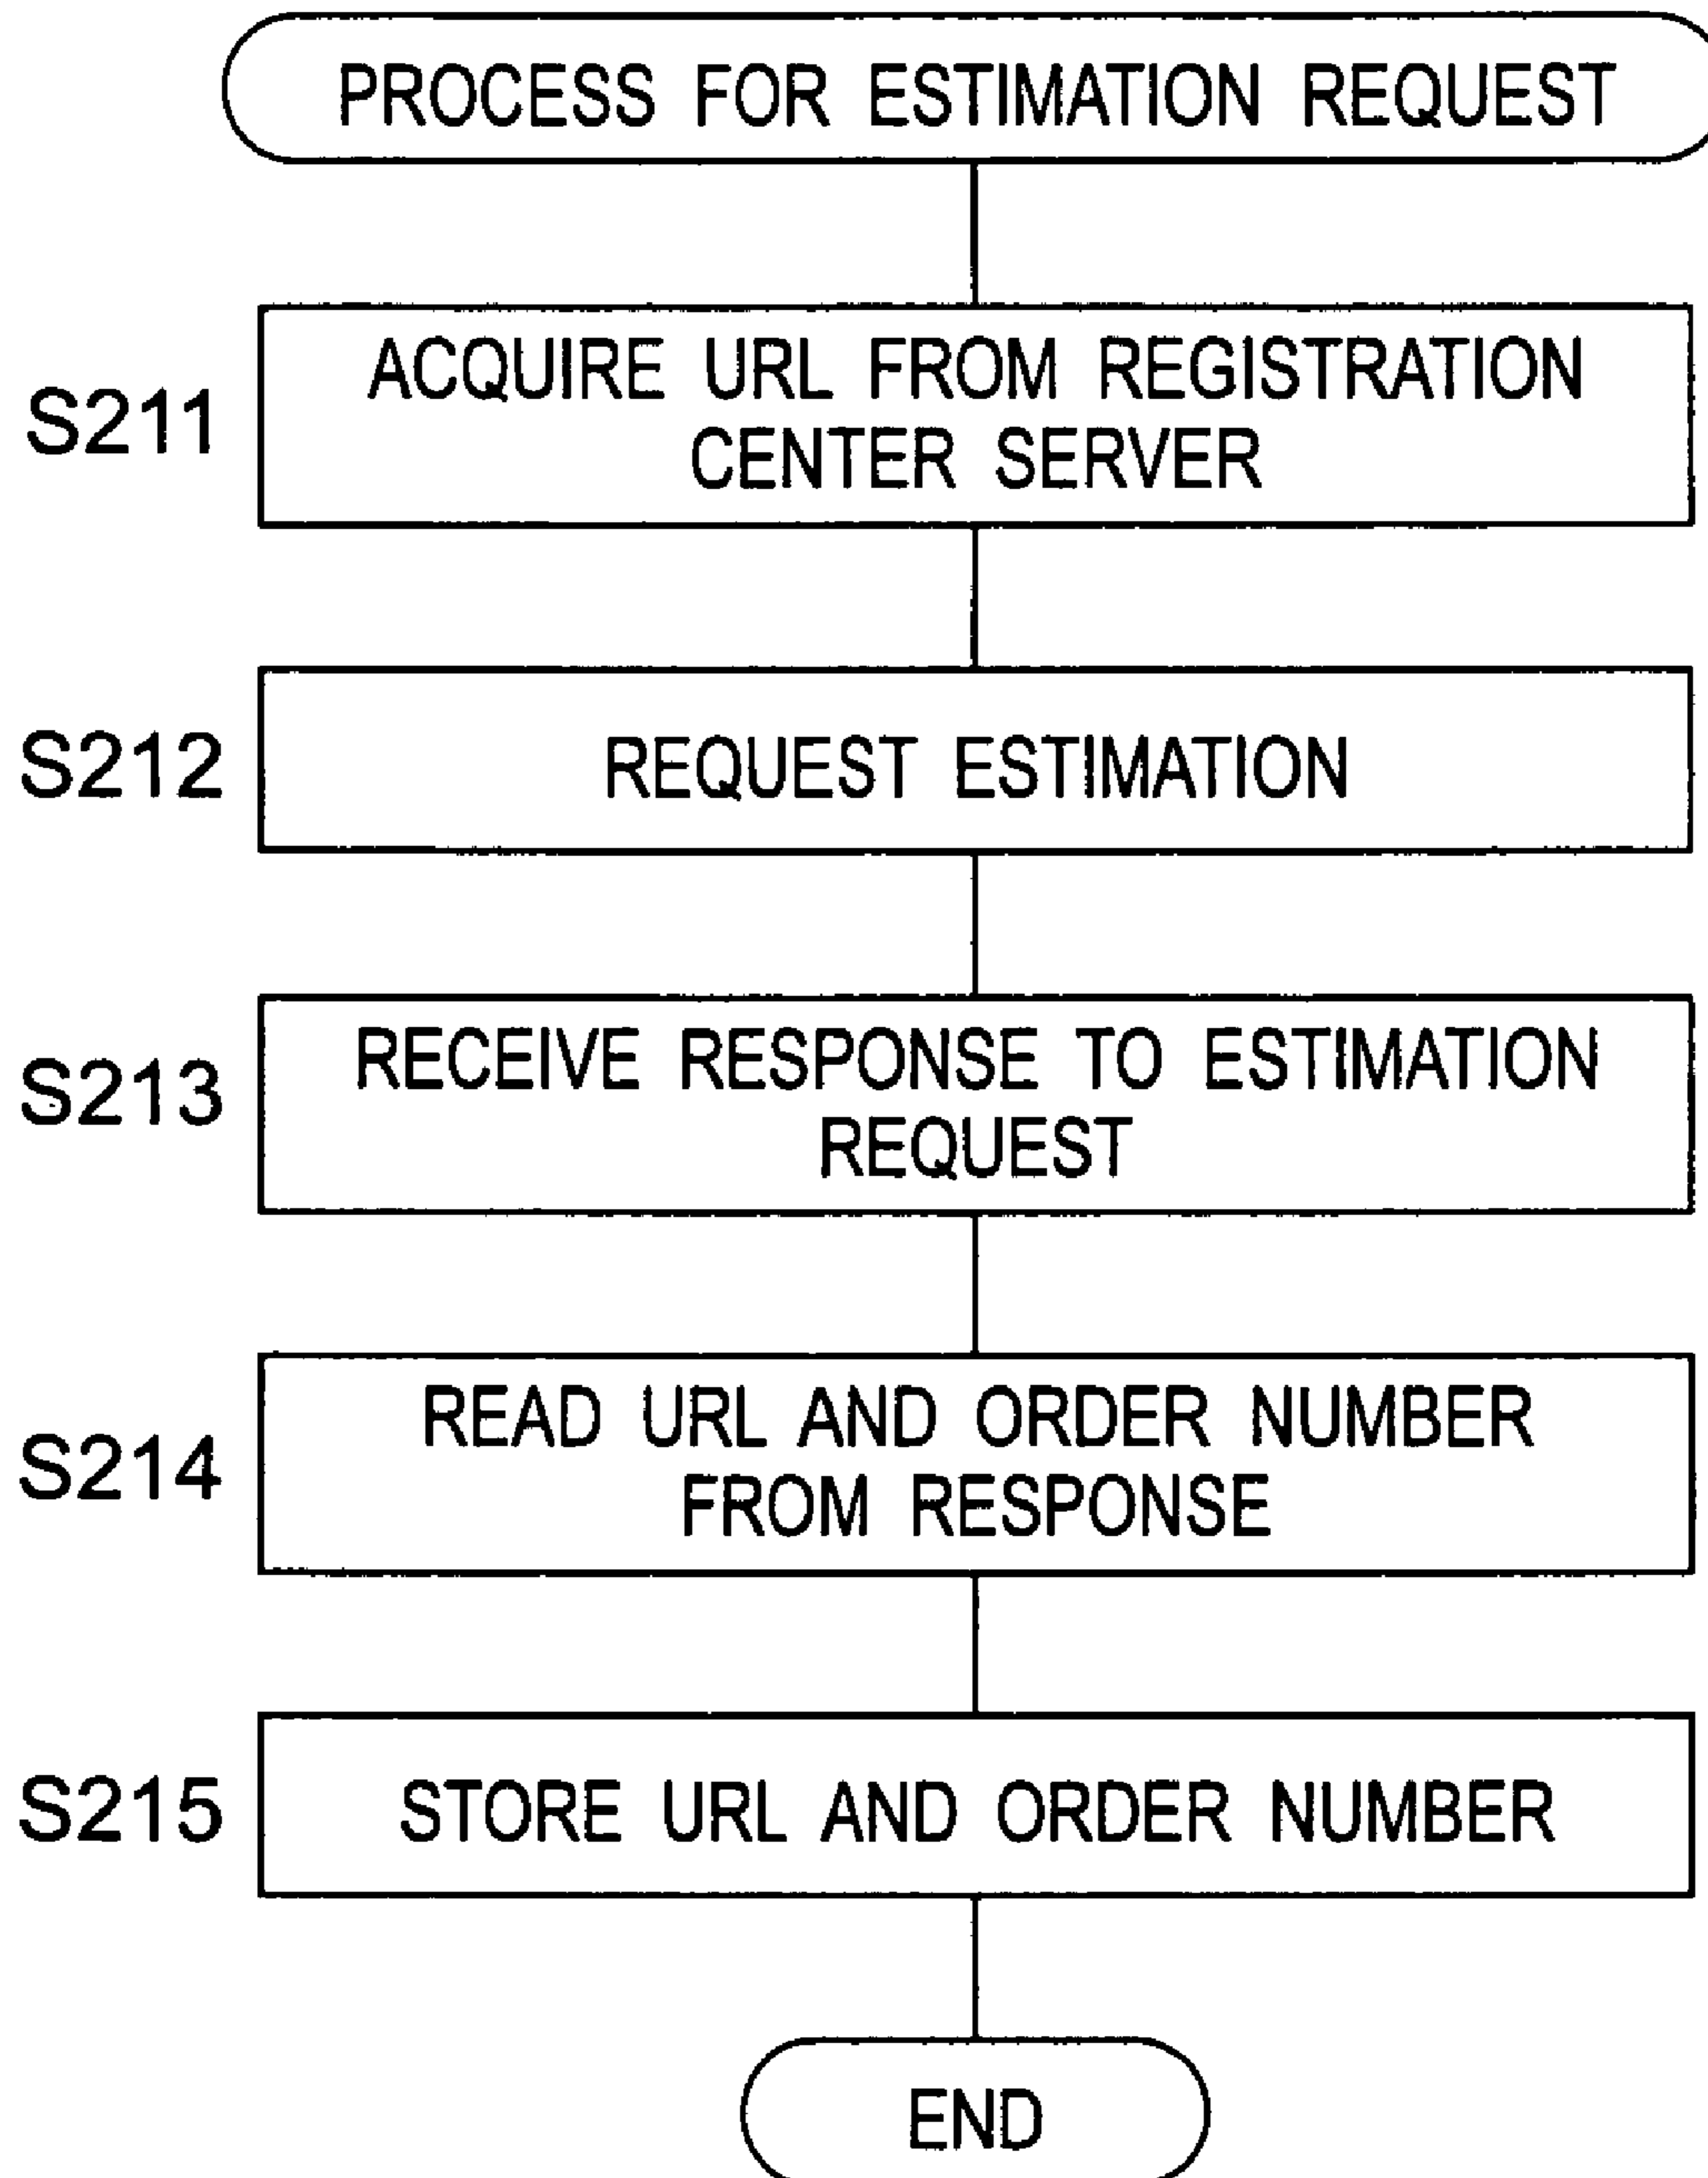 PROCESS FOR ESTIMATION REQUEST
S211
ACQUIRE URL FROM REGISTRATION
CENTER SERVER
S212
REQUEST ESTIMATION
S213
RECEIVE RESPONSE TO ESTIMATION
REQUEST
S214
READ URL AND ORDER NUMBER
FROM RESPONSE
S215
STORE URL AND ORDER NUMBER
END